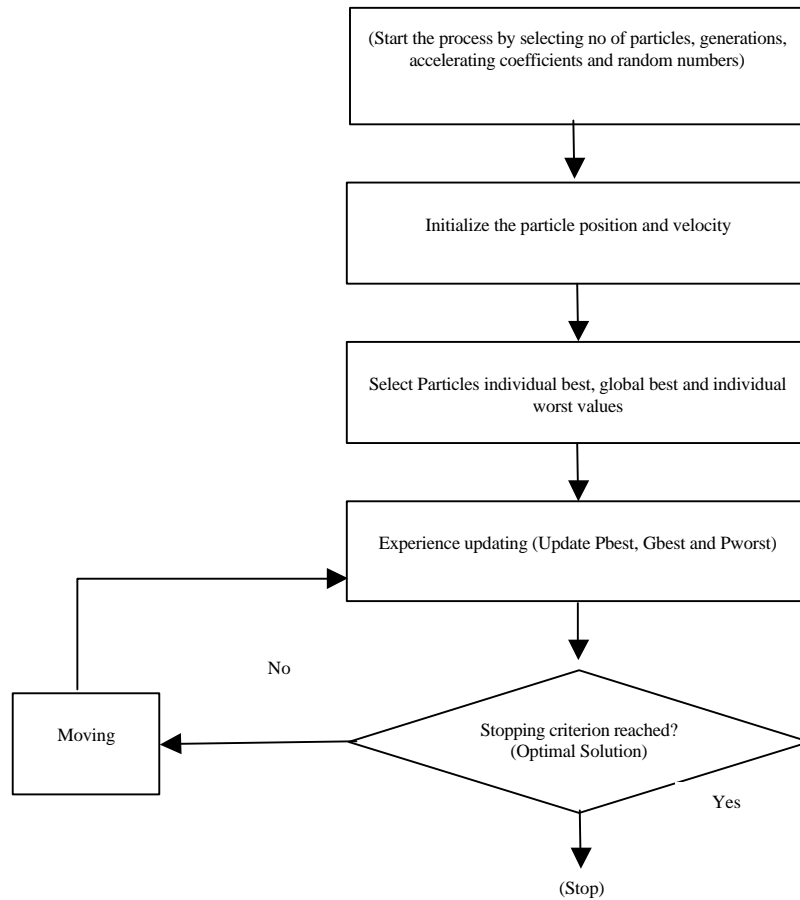 (Start the process by selecting no of particles, generations,
accelerating coefficients and random numbers)
Initialize the particle position and velocity
Select Particles individual best, global best and individual
worst values
Experience updating (Update Pbest, Gbest and Pworst)
No
Moving
Stopping criterion reached?
(Optimal Solution)
Yes
(Stop)